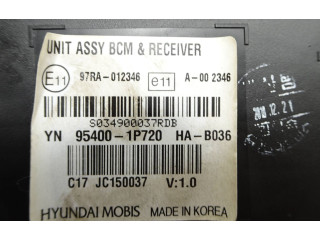 UNIT ASSY BCM & RECEIVER
E11 97RA-012346 e11 A-00 2346
S034900037RDB
YN 95400-1P720 HA-B036
C17 JC150037 V:1.0
HYUNDAI MOBIS MADE IN KOREA